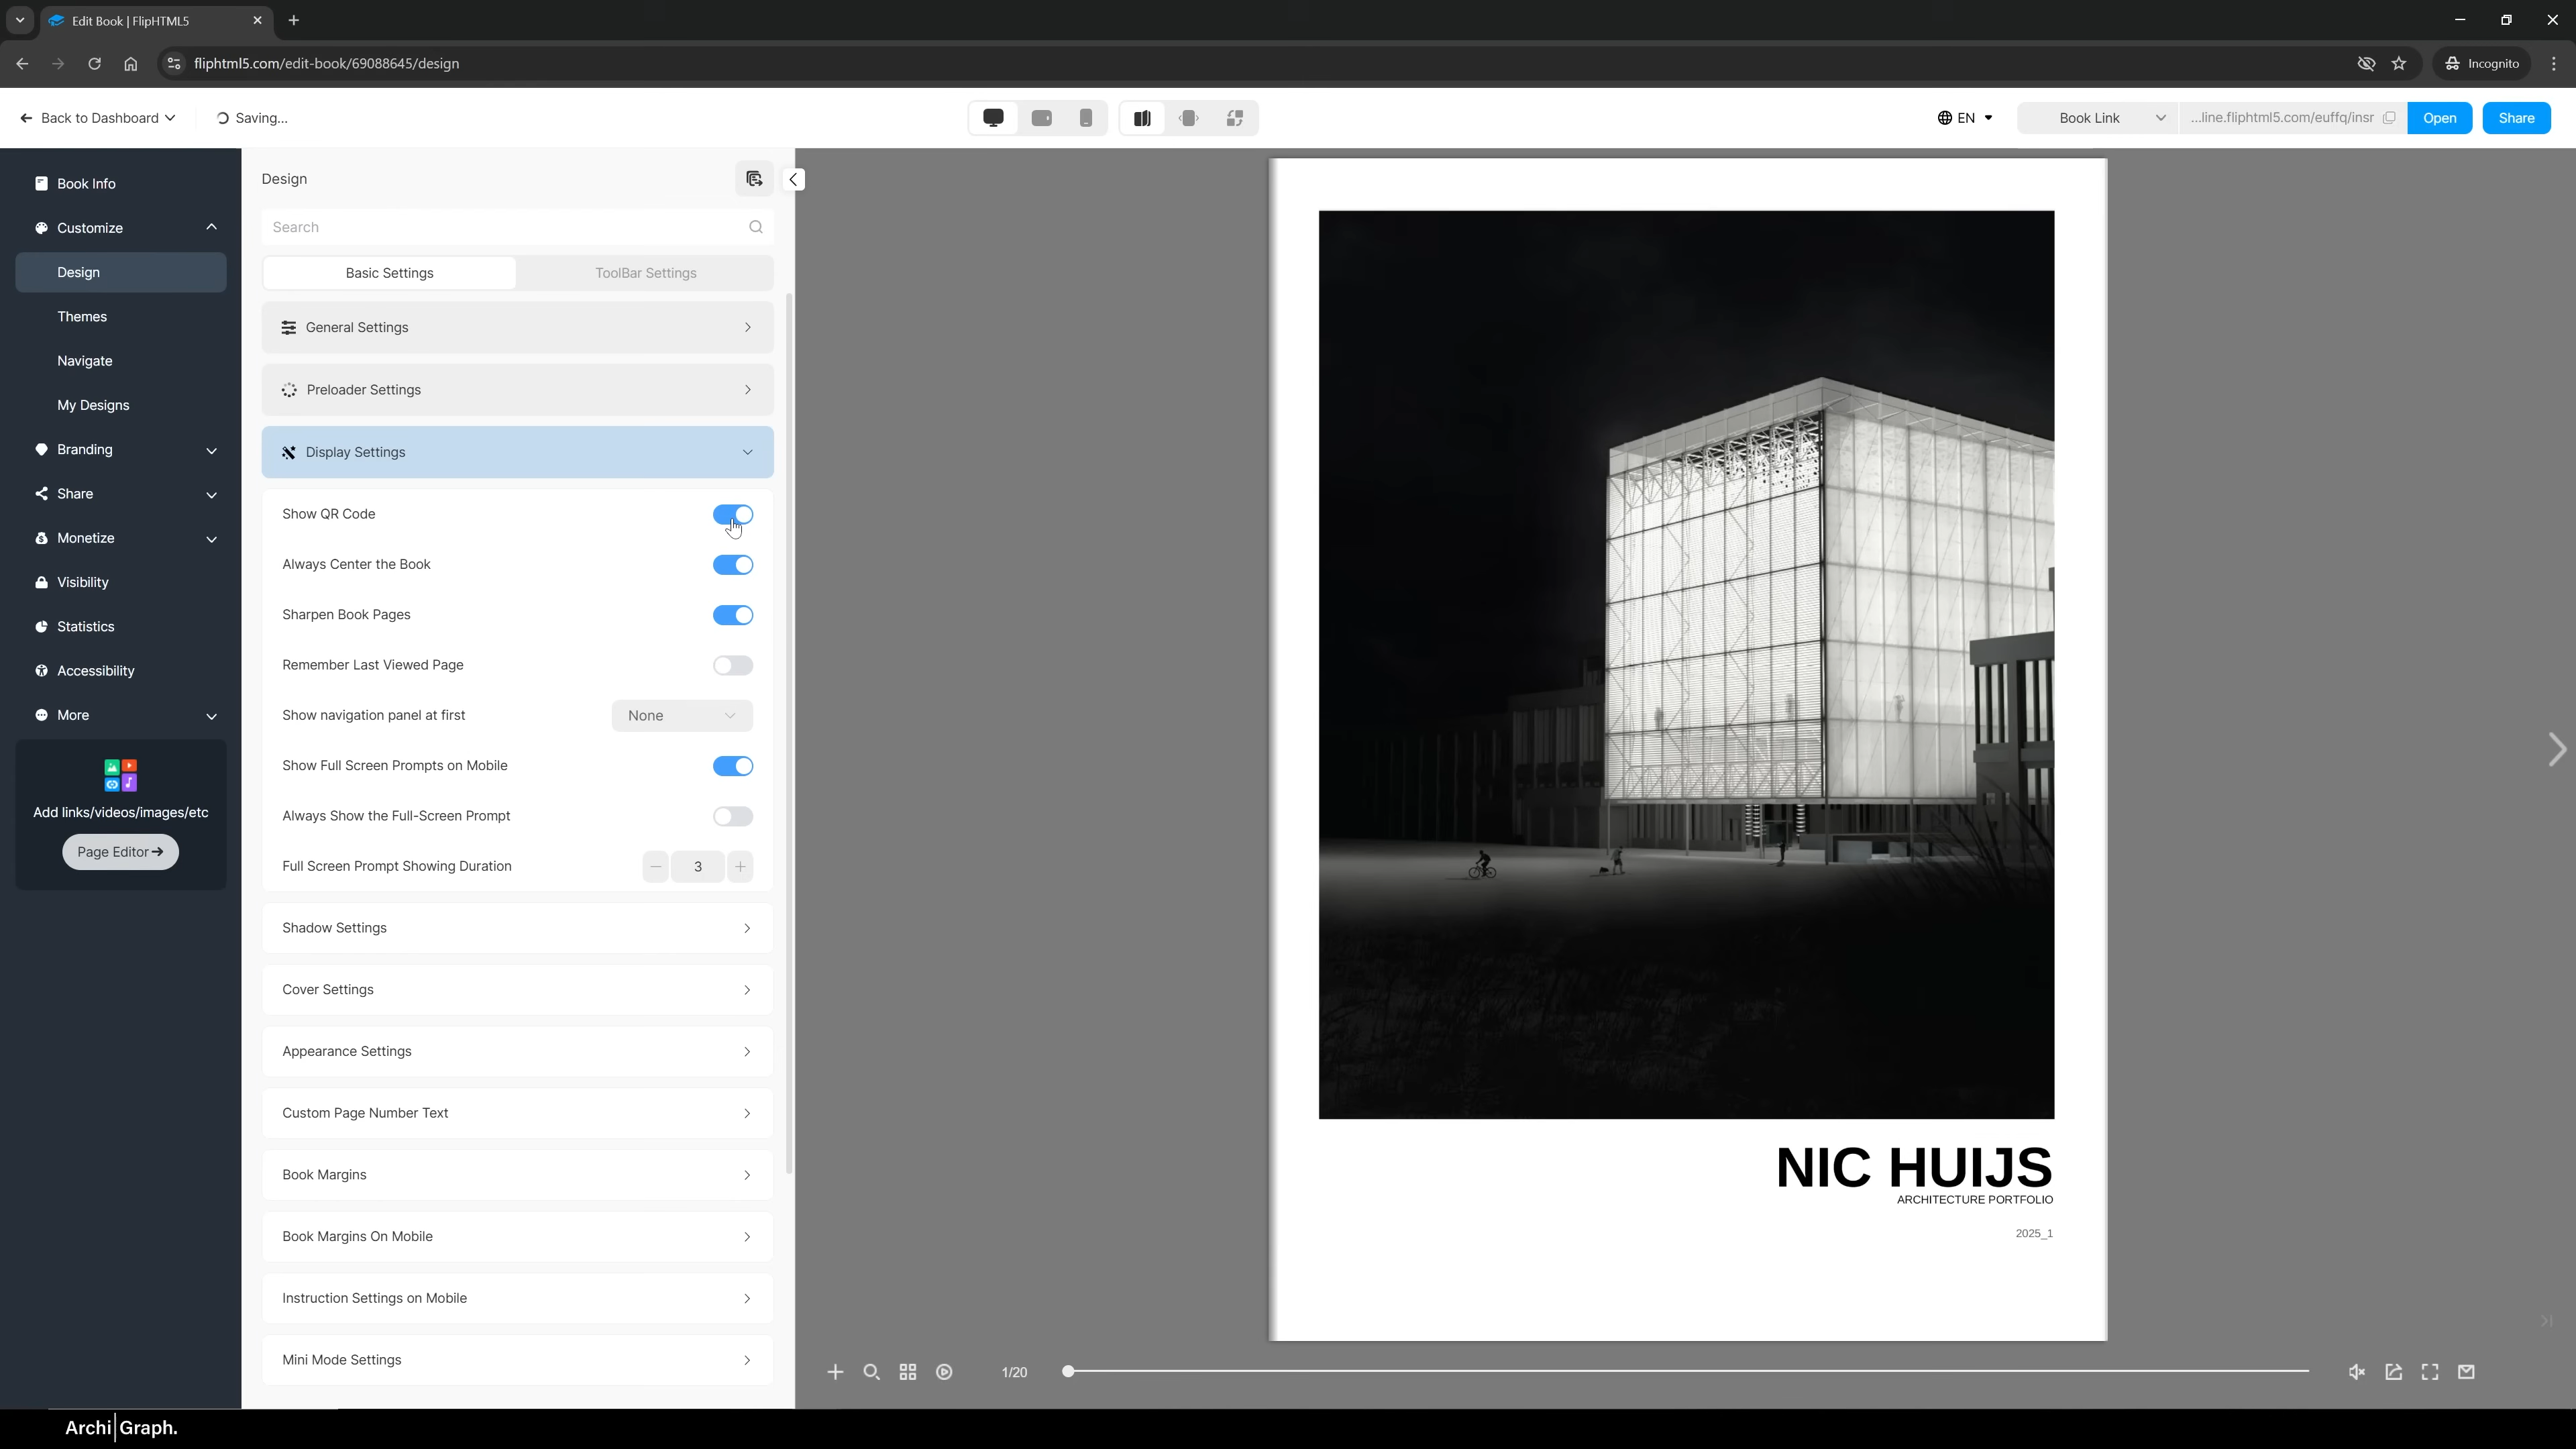 Edit Book | FlipHTML5
fliphtml5.com/edit-book/69088645/design
Incognito
Back to Dashboard
Saving...
EN
Book Link
...line.fliphtml5.com/euffq/insr
Open
Share
Book Info
Customize
Design
Themes
Navigate
My Designs
Branding
Share
Monetize
Visibility
Statistics
Accessibility
More
Add links/videos/images/etc
Page Editor
Design
Search
Basic Settings
ToolBar Settings
General Settings
Preloader Settings
Display Settings
Show QR Code
Always Center the Book
Sharpen Book Pages
Remember Last Viewed Page
Show navigation panel at first
None
Show Full Screen Prompts on Mobile
Always Show the Full-Screen Prompt
Full Screen Prompt Showing Duration
3
Shadow Settings
Cover Settings
Appearance Settings
Custom Page Number Text
Book Margins
Book Margins On Mobile
Instruction Settings on Mobile
Mini Mode Settings
NIC HUIJS
ARCHITECTURE PORTFOLIO
2025_1
1/20
Archi|Graph.